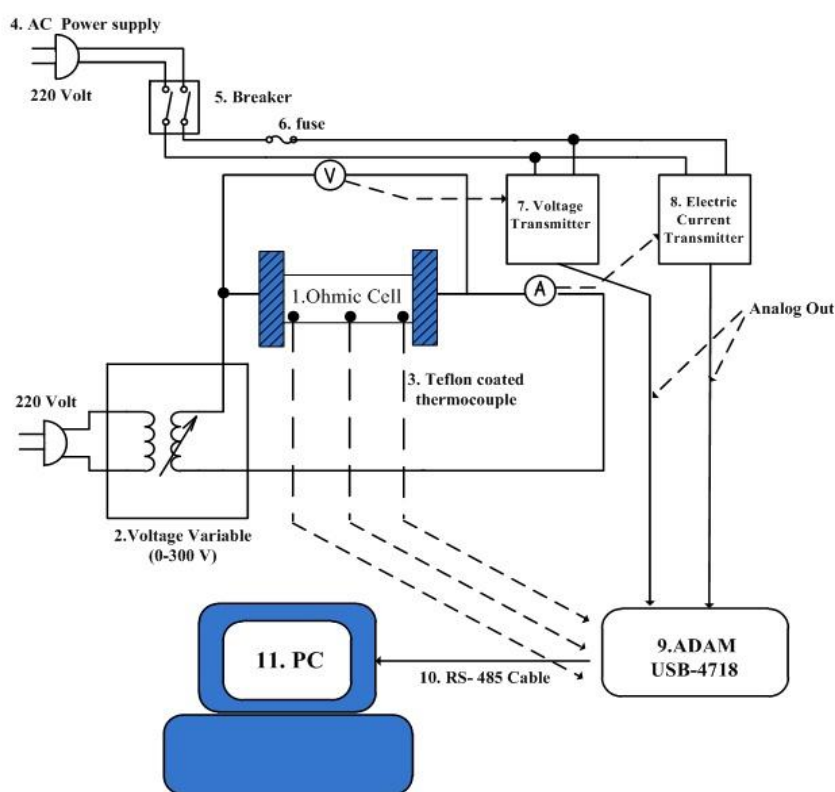 4. AC  Power supply
220 Volt
5. Breaker
6. fuse
V
7. Voltage
Transmitter
8. Electric
Current
Transmitter
1.Ohmic Cell
A
Analog Out
3. Teflon coated
thermocouple
220 Volt
2.Voltage Variable
(0-300 V)
11. PC
10. RS- 485 Cable
9.ADAM
USB-4718